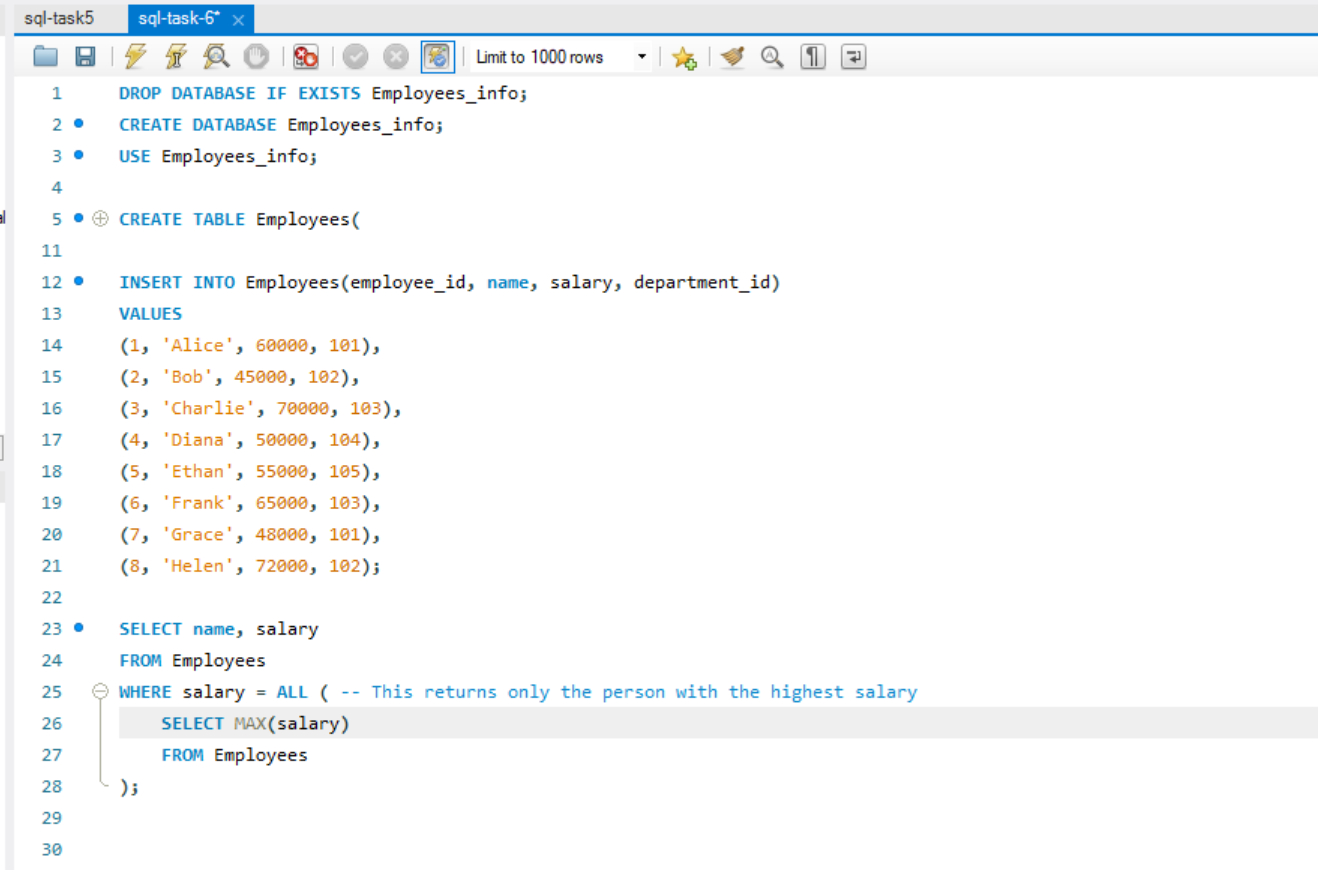 sql-task5 sql-task-6*
Limit to 1000 rows
1 DROP DATABASE IF EXISTS Employees_info;
2 CREATE DATABASE Employees_info;
3 USE Employees_info;
4
5 CREATE TABLE Employees(
11
12 INSERT INTO Employees(employee_id, name, salary, department_id)
13 VALUES
14 (1, 'Alice', 60000, 101),
15 (2, 'Bob', 45000, 102),
16 (3, 'Charlie', 70000, 103),
17 (4, 'Diana', 50000, 104),
18 (5, 'Ethan', 55000, 105),
19 (6, 'Frank', 65000, 103),
20 (7, 'Grace', 48000, 101),
21 (8, 'Helen', 72000, 102);
22
23 SELECT name, salary
24 FROM Employees
25 WHERE salary = ALL ( -- This returns only the person with the highest salary
26 SELECT MAX(salary)
27 FROM Employees
28 );
29
30